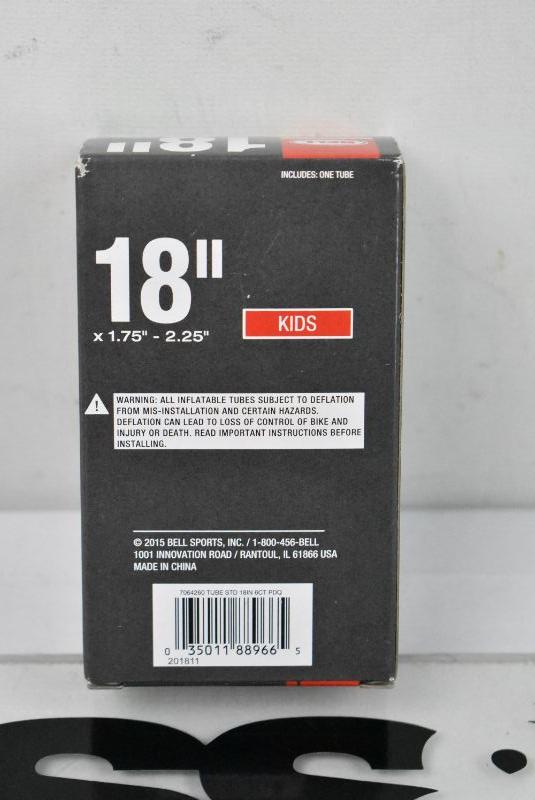 18"
BELL
INCLUDES: ONE TUBE
18"
x 1.75" - 2.25"
KIDS
WARNING: ALL INFLATABLE TUBES SUBJECT TO DEFLATION
FROM MIS-INSTALLATION AND CERTAIN HAZARDS.
DEFLATION CAN LEAD TO LOSS OF CONTROL OF BIKE AND
INJURY OR DEATH. READ IMPORTANT INSTRUCTIONS BEFORE
INSTALLING.
© 2015 BELL SPORTS, INC. / 1-800-456-BELL
1001 INNOVATION ROAD / RANTOUL, IL 61866 USA
MADE IN CHINA
7964260 TUBE STD 18IN 6CT PDQ
0 35011 88966 5
201811